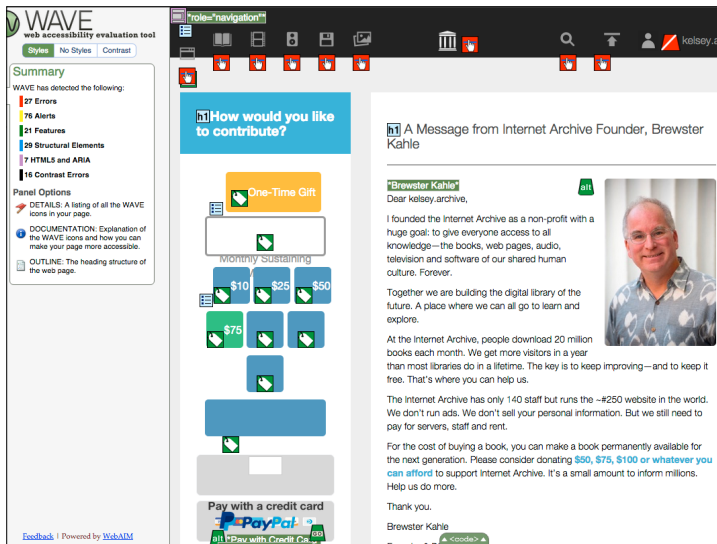 WAVE
web accessibility evaluation tool
Styles No Styles Contrast
Summary
WAVE has detected the following:
27 Errors
76 Alerts
21 Features
29 Structural Elements
7 HTML5 and ARIA
16 Contrast Errors
Panel Options
DETAILS: A listing of all the WAVE
icons in your page.
DOCUMENTATION: Explanation of
the WAVE icons and how you can
make your page more accessible.
OUTLINE: The heading structure of
the web page.
Feedback | Powered by WebAIM
*role="navigation"*
kelsey.a
h1 How would you like
to contribute?
One-Time Gift
Monthly Sustaining
$10 $25 $50
$75
Pay with a credit card
PayPal
alt *Pay with Credit Ca
GO
h1 A Message from Internet Archive Founder, Brewster
Kahle
*Brewster Kahle*
alt
Dear kelsey.archive,
I founded the Internet Archive as a non-profit with a
huge goal: to give everyone access to all
knowledge—the books, web pages, audio,
television and software of our shared human
culture. Forever.
Together we are building the digital library of the
future. A place where we can all go to learn and
explore.
At the Internet Archive, people download 20 million
books each month. We get more visitors in a year
than most libraries do in a lifetime. The key is to keep improving—and to keep it
free. That's where you can help us.
The Internet Archive has only 140 staff but runs the ~#250 website in the world.
We don't run ads. We don't sell your personal information. But we still need to
pay for servers, staff and rent.
For the cost of buying a book, you can make a book permanently available for
the next generation. Please consider donating $50, $75, $100 or whatever you
can afford to support Internet Archive. It's a small amount to inform millions.
Help us do more.
Thank you.
Brewster Kahle
<code>